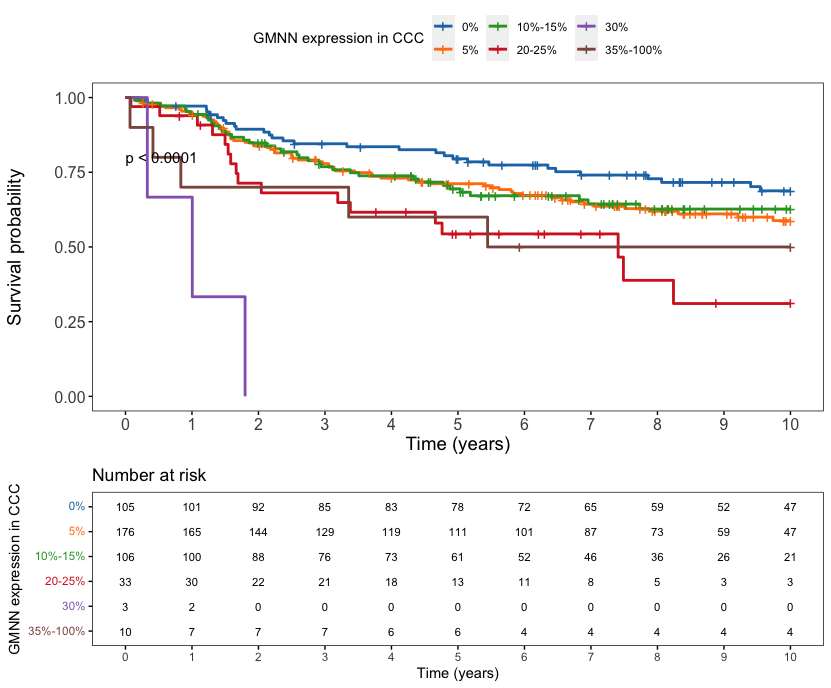 GMNN expression in CCC
0% 10%-15% 30%
5% 20-25% 35%-100%
Survival probability
1.00
0.75
0.50
0.25
0.00
p < 0.0001
0 1 2 3 4 5 6 7 8 9 10
Time (years)
Number at risk
GMNN expression in CCC
0% 105 101 92 85 83 78 72 65 59 52 47
5% 176 165 144 129 119 111 101 87 73 59 47
10%-15% 106 100 88 76 73 61 52 46 36 26 21
20-25% 33 30 22 21 18 13 11 8 5 3 3
30% 3 2 0 0 0 0 0 0 0 0 0
35%-100% 10 7 7 7 6 6 4 4 4 4 4
0 1 2 3 4 5 6 7 8 9 10
Time (years)